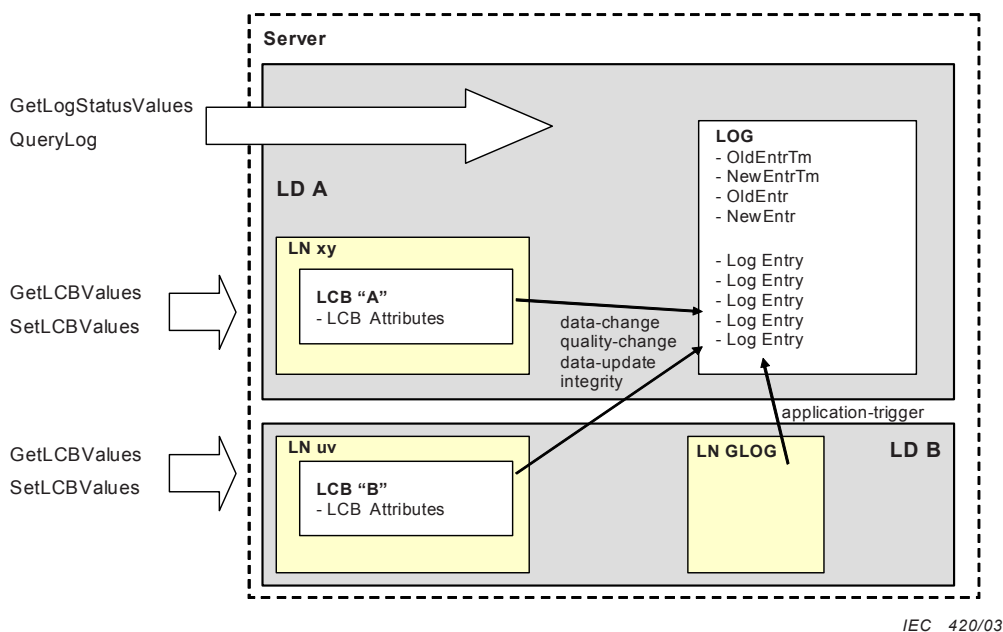 Server
GetLogStatusValues
QueryLog
LD A
LOG
- OldEntrTm
- NewEntrTm
- OldEntr
- NewEntr
- Log Entry
- Log Entry
- Log Entry
- Log Entry
- Log Entry
LN xy
LCB “A”
- LCB Attributes
GetLCBValues
SetLCBValues
data-change
quality-change
data-update
integrity
application-trigger
GetLCBValues
SetLCBValues
LN uv
LCB “B”
- LCB Attributes
LN GLOG
LD B
IEC 420/03